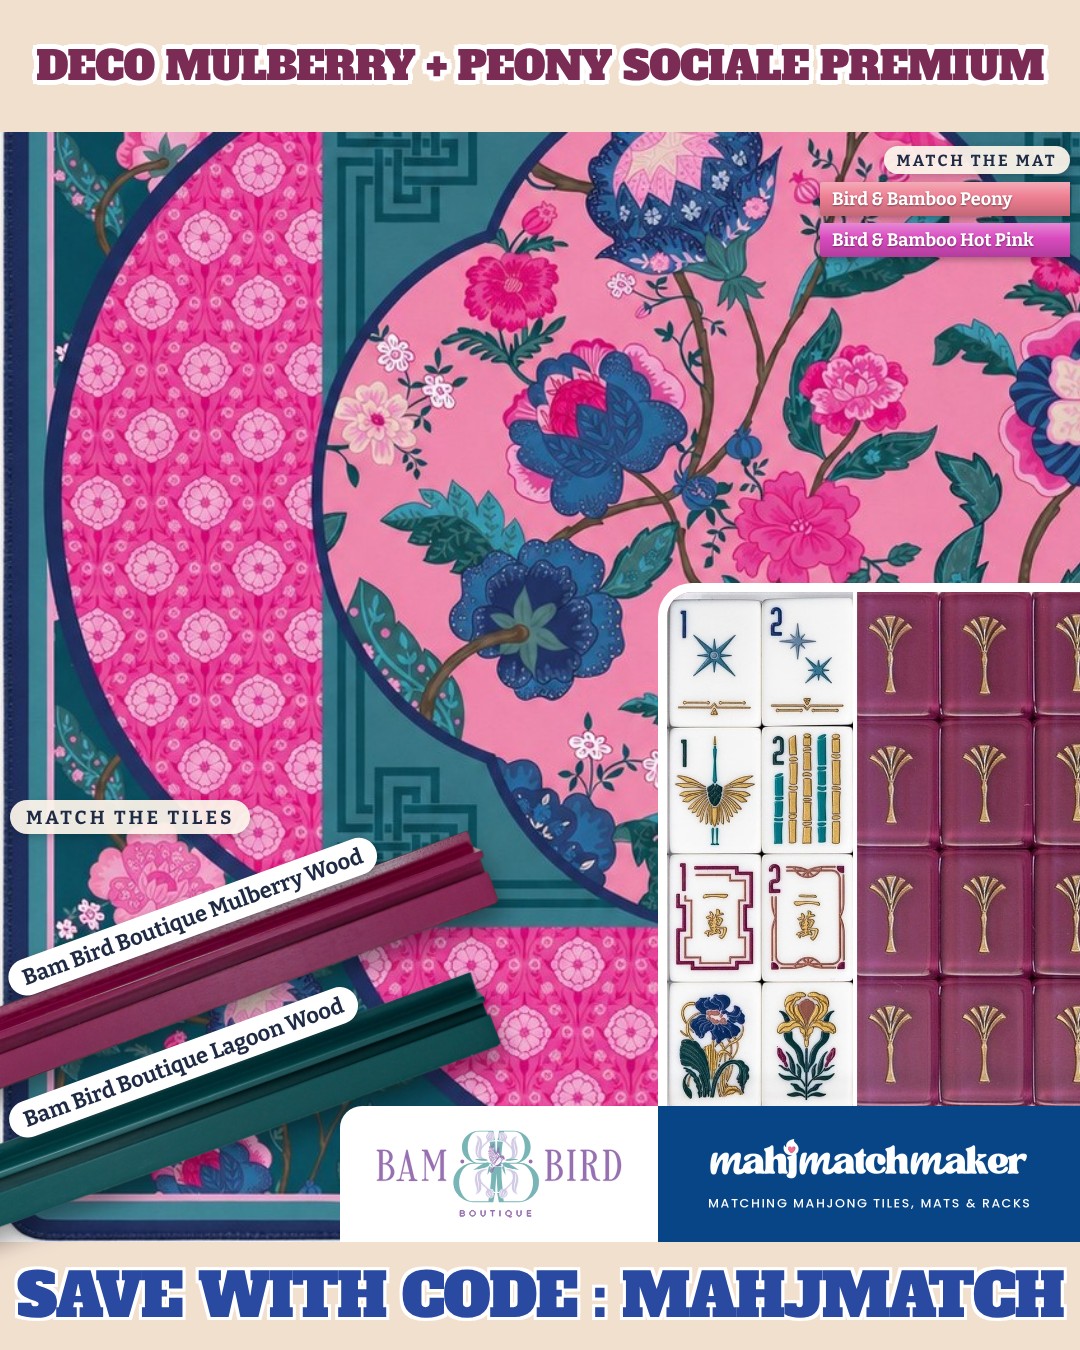 DECO MULBERRY + PEONY SOCIALE PREMIUM
MATCH THE MAT
Bird & Bamboo Peony
Bird & Bamboo Hot Pink
1
2
1
2
1
2
一
萬
二
萬
MATCH THE TILES
Bam Bird Boutique Mulberry Wood
Bam Bird Boutique Lagoon Wood
BAM BIRD
BOUTIQUE
mahjmatchmaker
MATCHING MAHJONG TILES, MATS & RACKS
SAVE WITH CODE : MAHJMATCH